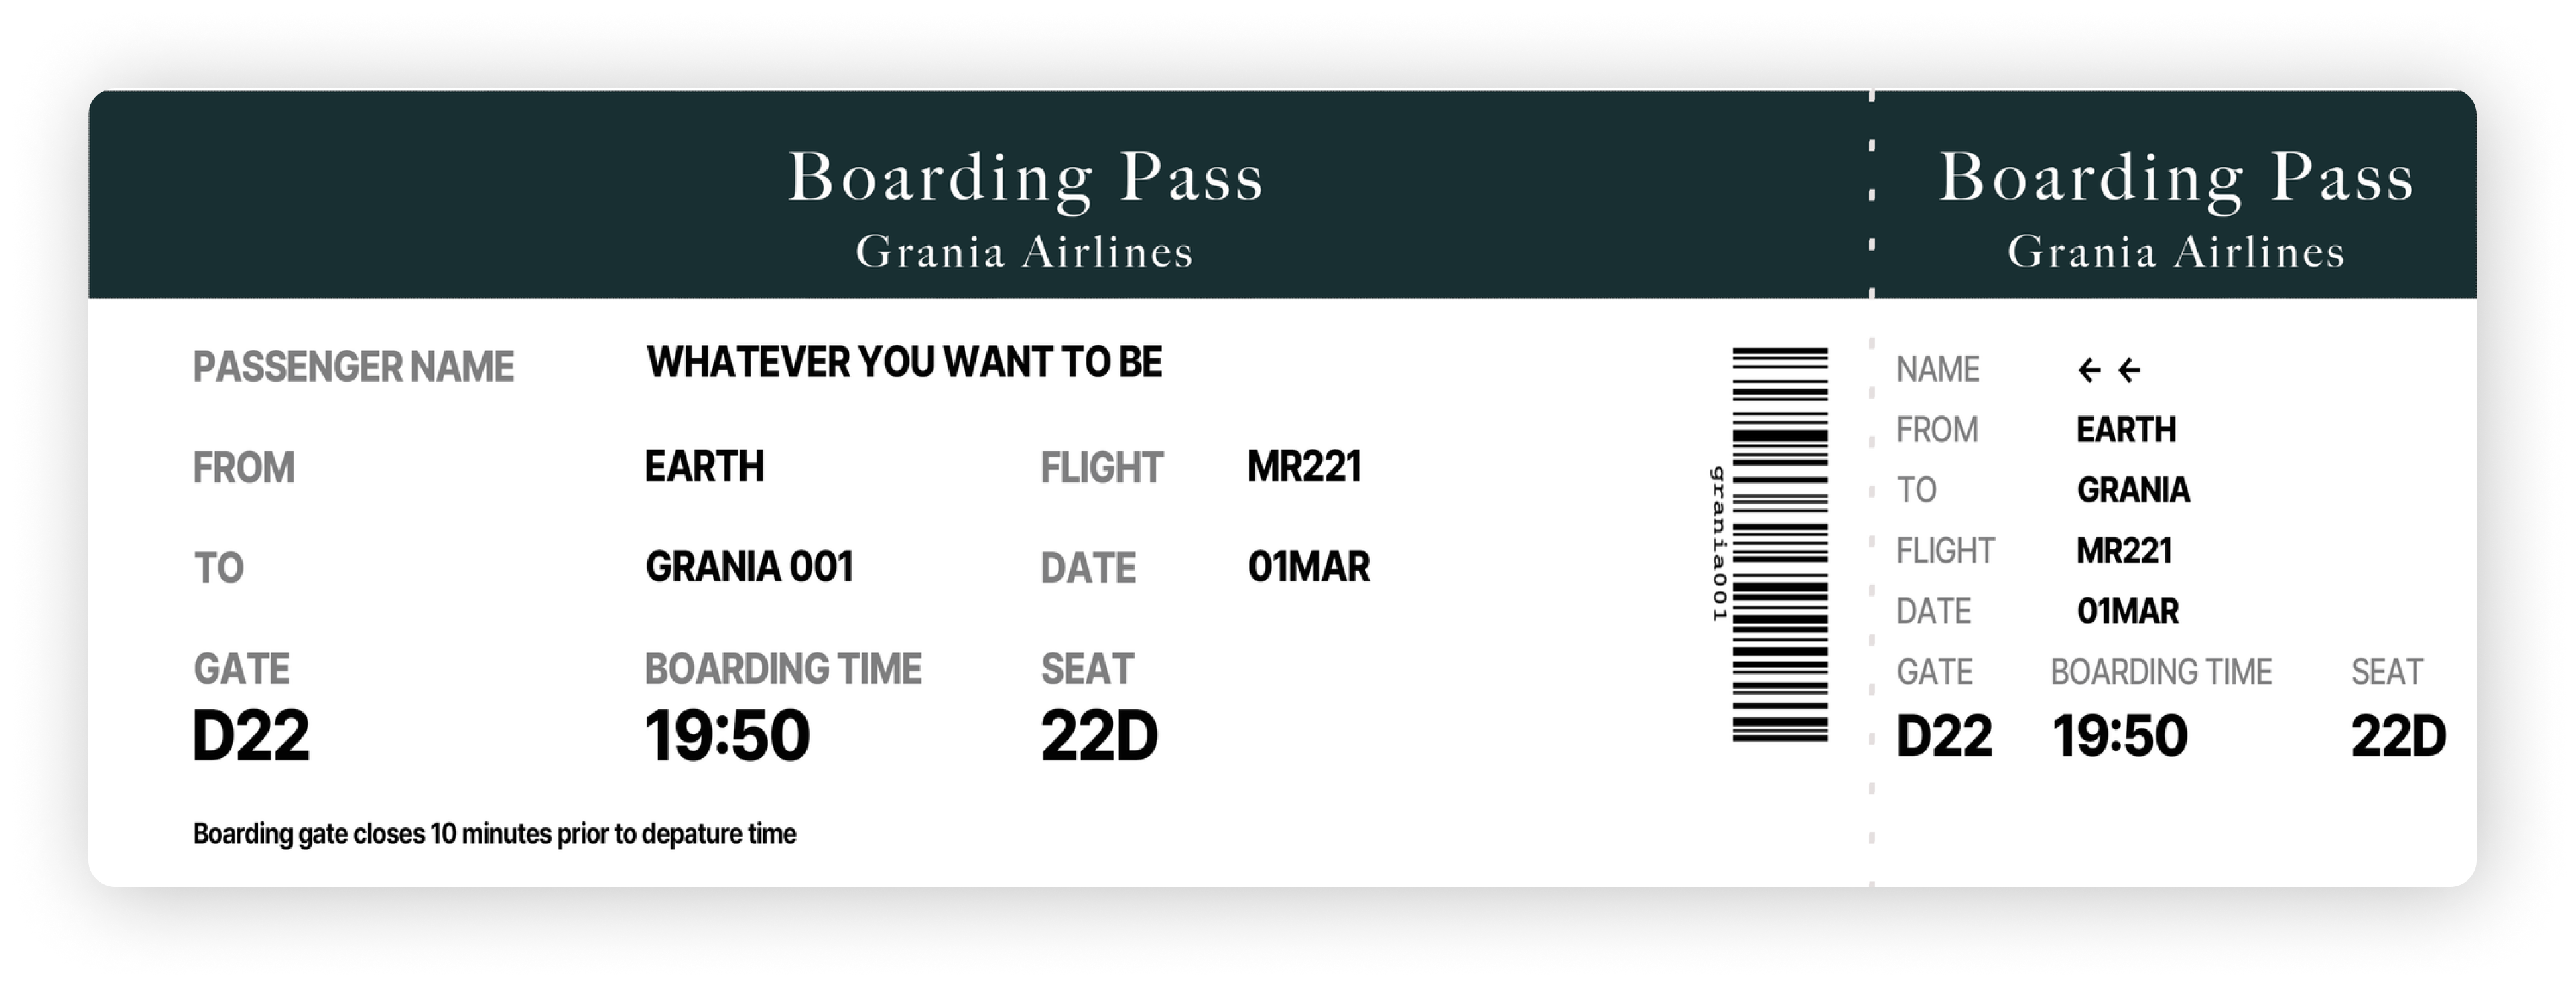 Boarding Pass
Grania Airlines
PASSENGER NAME WHATEVER YOU WANT TO BE
FROM EARTH FLIGHT MR221
TO GRANIA 001 DATE 01MAR
GATE BOARDING TIME SEAT
D22 19:50 22D
Boarding gate closes 10 minutes prior to depature time
grania001
Boarding Pass
Grania Airlines
NAME ← ←
FROM EARTH
TO GRANIA
FLIGHT MR221
DATE 01MAR
GATE BOARDING TIME SEAT
D22 19:50 22D